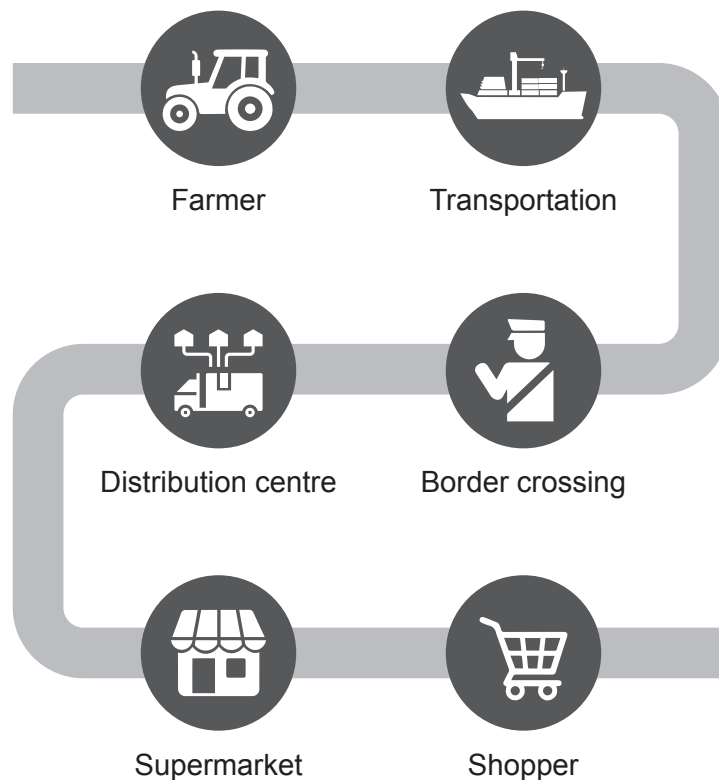 Farmer
Transportation
Distribution centre
Border crossing
Supermarket
Shopper